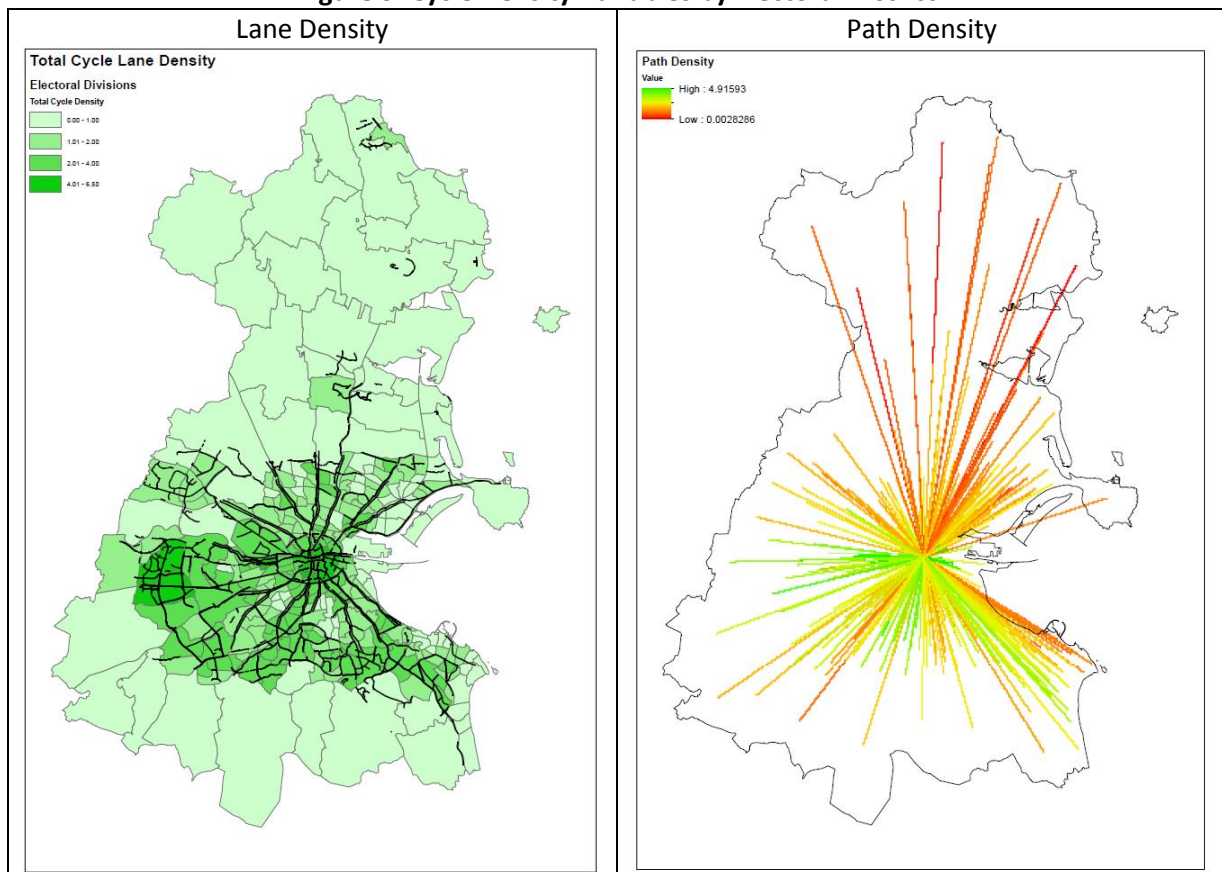 Lane Density
Total Cycle Lane Density
Electoral Divisions
Total Cycle Density
0.00 - 1.00
1.01 - 2.00
2.01 - 4.00
4.01 - 6.50
Path Density
Path Density
Value
High : 4.91593
Low : 0.0028286